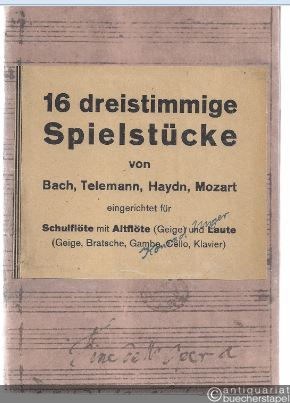 16 dreistimmige
Spielstücke
von
Bach, Telemann, Haydn, Mozart
eingerichtet für
Schulflöte mit Altflöte (Geige) und Laute
(Geige, Bratsche, Gambe, Cello, Klavier)
antiquariat
buecherstapel